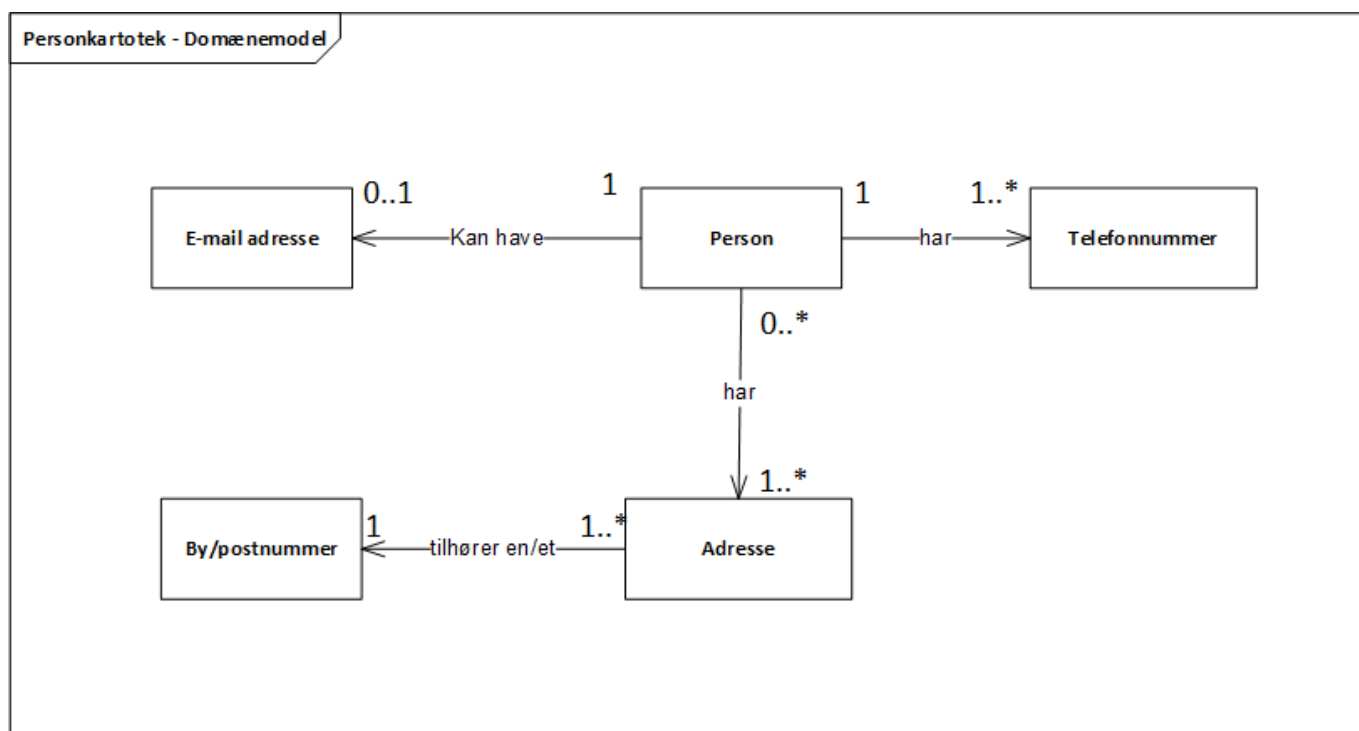 Personkartotek - Domænemodel
0..1
1
1
1..*
E-mail adresse
Kan have
Person
har
Telefonnummer
0..*
har
1..*
1
1..*
By/postnummer
tilhører en/et
Adresse